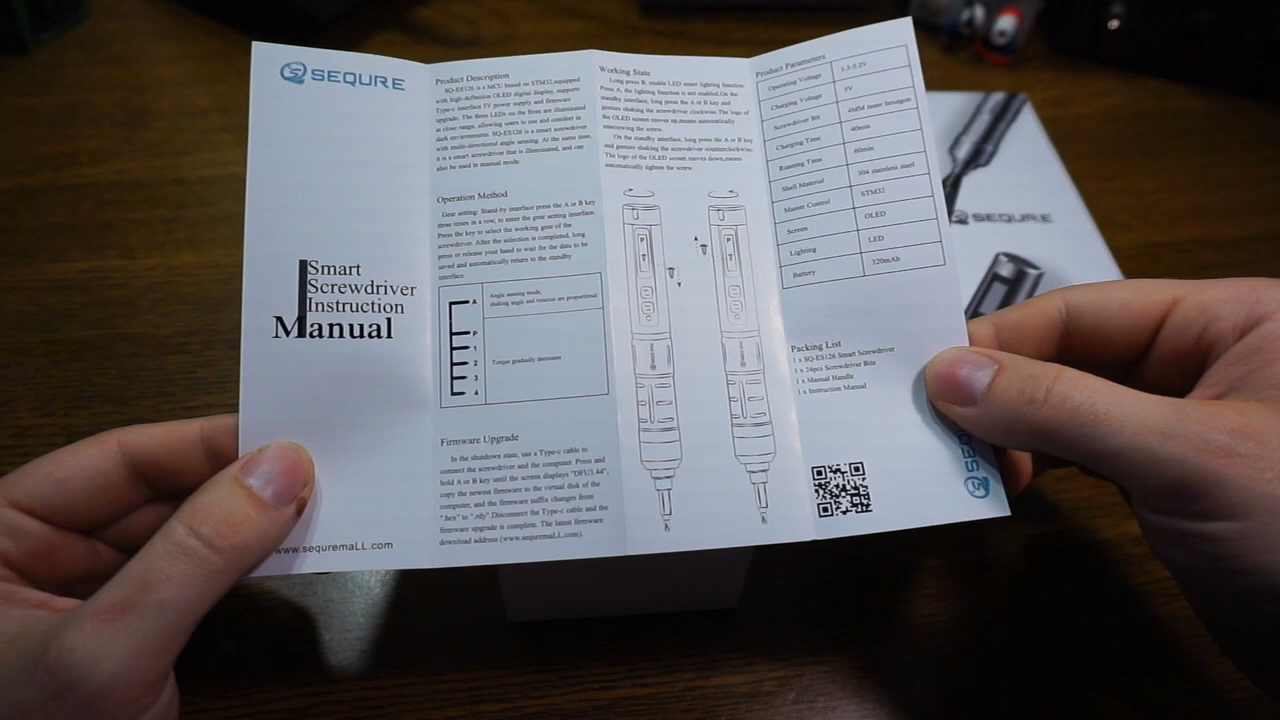 SEQURE
Smart
Screwdriver
Instruction
Manual
www.sequremaLL.com
Product Description
SQ-ES126 is a MCU based on STM32,equipped
with high-definition OLED digital display, supports
Type-c interface 5V power supply and firmware
upgrade. The three LEDs on the front are illuminated
at close range, allowing users to use and comfort in
dark environments. SQ-ES126 is a smart screwdriver
with multi-directional angle sensing. At the same time,
it is a smart screwdriver that is illuminated, and can
also be used in manual mode.
Operation Method
Gear setting: Stand-by interface press the A or B key
three times in a row, to enter the gear setting interface.
Press the key to select the working gear of the
screwdriver. After the selection is completed, long
press or release your hand to wait for the data to be
saved and automatically return to the standby
interface.
A
Angle sensing mode,
shaking angle and rotation are proportional
P
1
2
Torque gradually decreases
3
4
Firmware Upgrade
In the shutdown state, use a Type-c cable to
connect the screwdriver and the computer. Press and
hold A or B key until the screen displays "DFU3.44",
copy the newest firmware to the virtual disk of the
computer, and the firmware suffix changes from
".hex" to ".rdy".Disconnect the Type-c cable and the
firmware upgrade is complete. The latest firmware
download address (www.sequremaLL.com).
Working State
Long press B, enable LED smart lighting function.
Press A, the lighting function is not enabled.On the
standby interface, long press the A or B key and
gesture shaking the screwdriver clockwise.The logo of
the OLED screen moves up,means automatically
unscrewing the screw.
On the standby interface, long press the A or B key
and gesture shaking the screwdriver counterclockwise.
The logo of the OLED screen moves down,means
automatically tighten the screw.
P
P
SEQURE
SEQURE
Product Parameters
Operating Voltage 3.3-5.2V
Charging Voltage 5V
Screwdriver Bit 4MM inner hexagon
Charging Time 40min
Running Time 60min
Shell Material 304 stainless steel
Master Control STM32
Screen OLED
Lighting LED
Battery 320mAh
Packing List
1 x SQ-ES126 Smart Screwdriver
1 x 24pcs Screwdriver Bits
1 x Manual Handle
1 x Instruction Manual
SEQURE